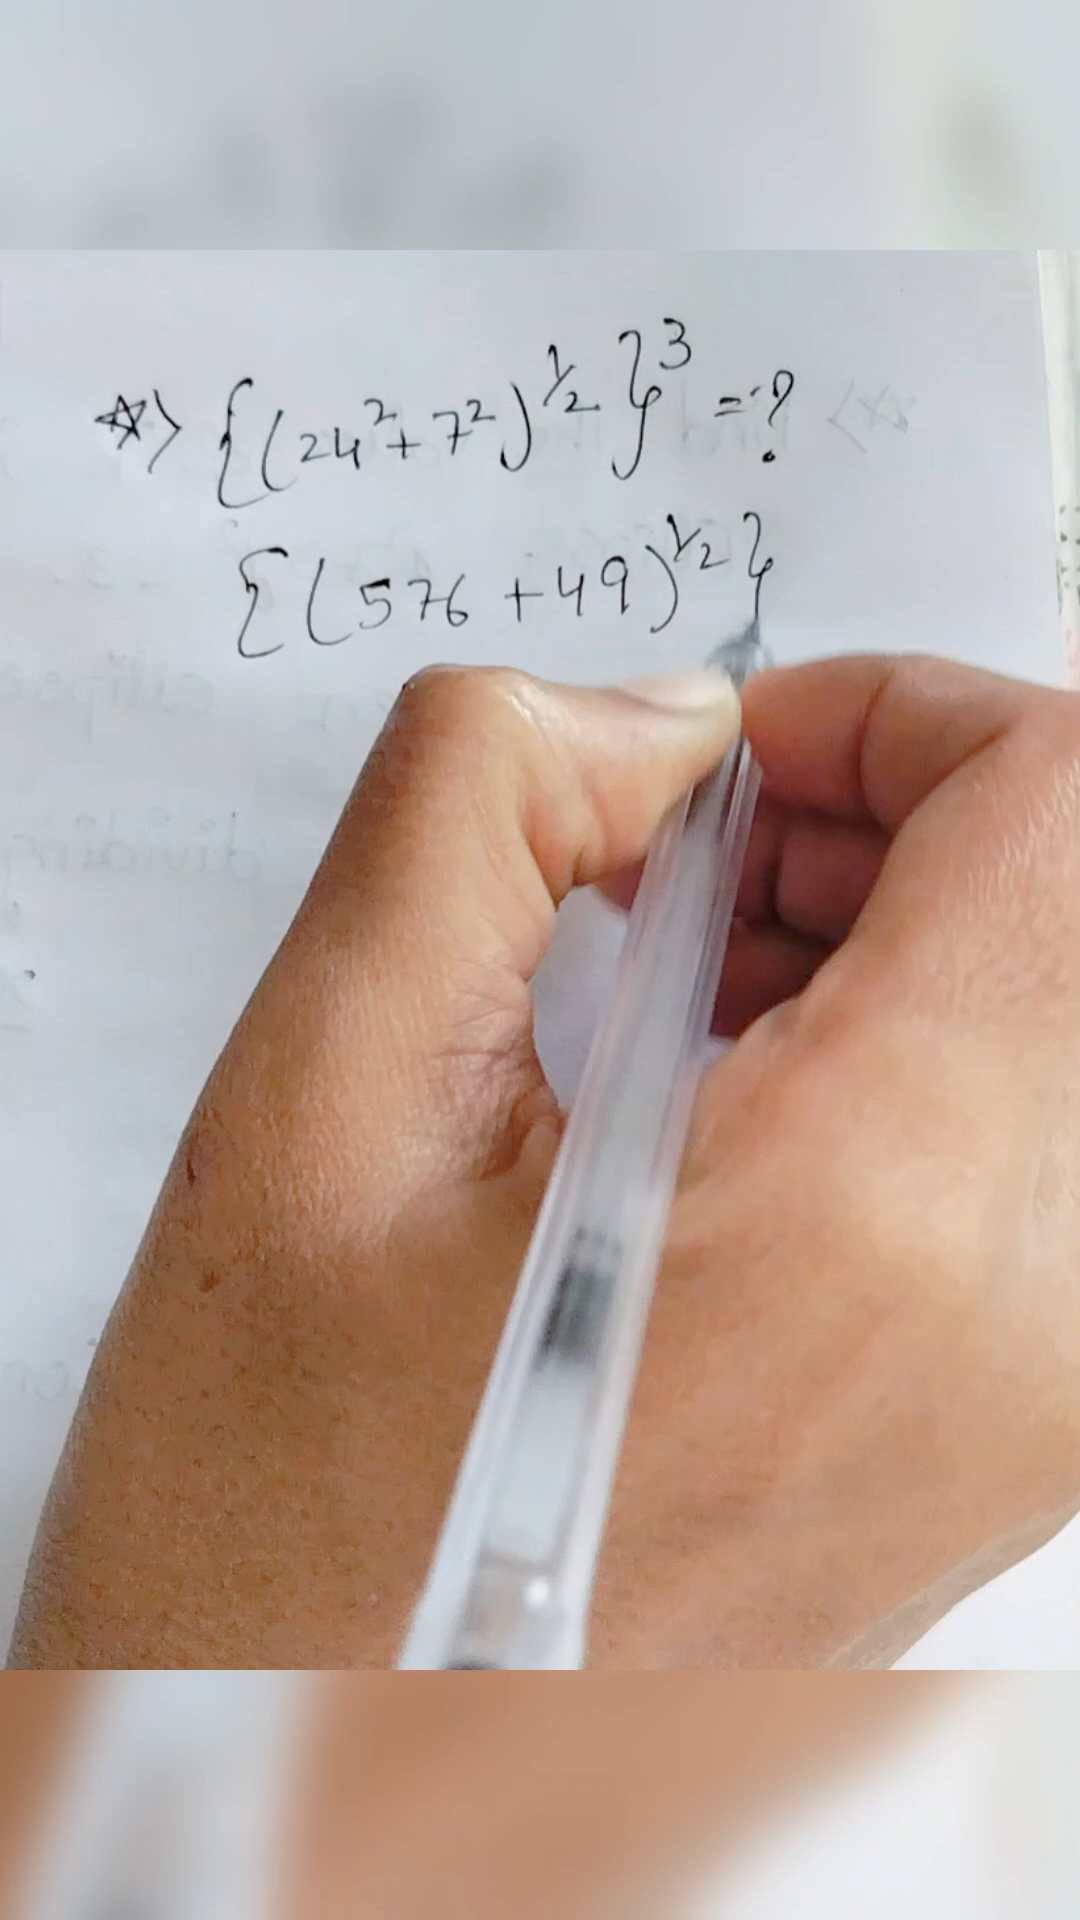 ☆> {(24²+7²)^½}³ = ?
{(576+49)^½}